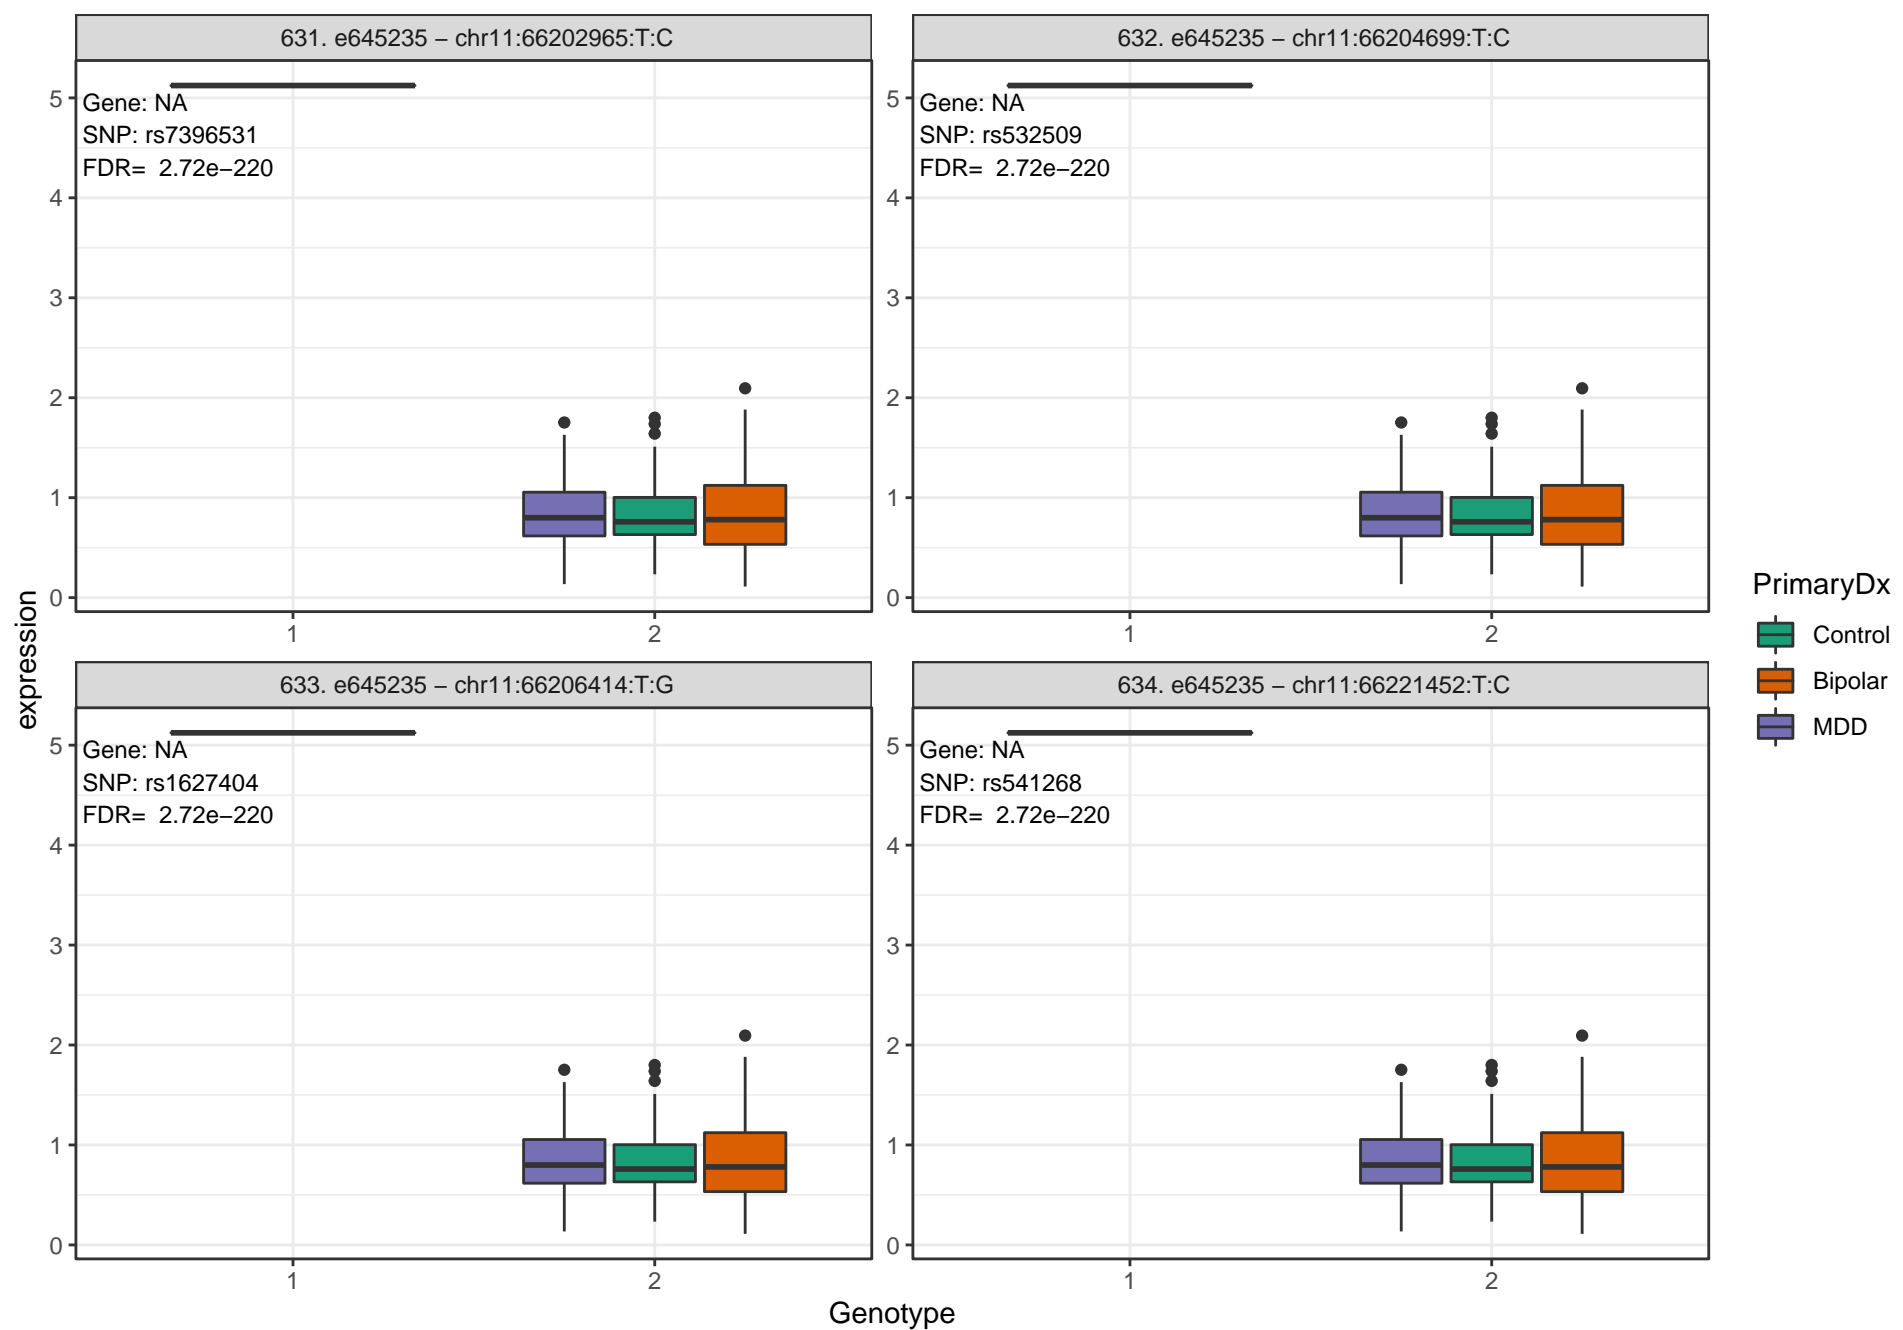 631. e645235 − chr11:66202965:T:C
632. e645235 − chr11:66204699:T:C
5
4
3
2
1
0
Gene: NA
SNP: rs7396531
FDR=  2.72e−220
1
2
5
4
3
2
1
0
Gene: NA
SNP: rs532509
FDR=  2.72e−220
1
2
633. e645235 − chr11:66206414:T:G
634. e645235 − chr11:66221452:T:C
5
4
3
2
1
0
Gene: NA
SNP: rs1627404
FDR=  2.72e−220
1
2
5
4
3
2
1
0
Gene: NA
SNP: rs541268
FDR=  2.72e−220
1
2
expression
Genotype
PrimaryDx
Control
Bipolar
MDD